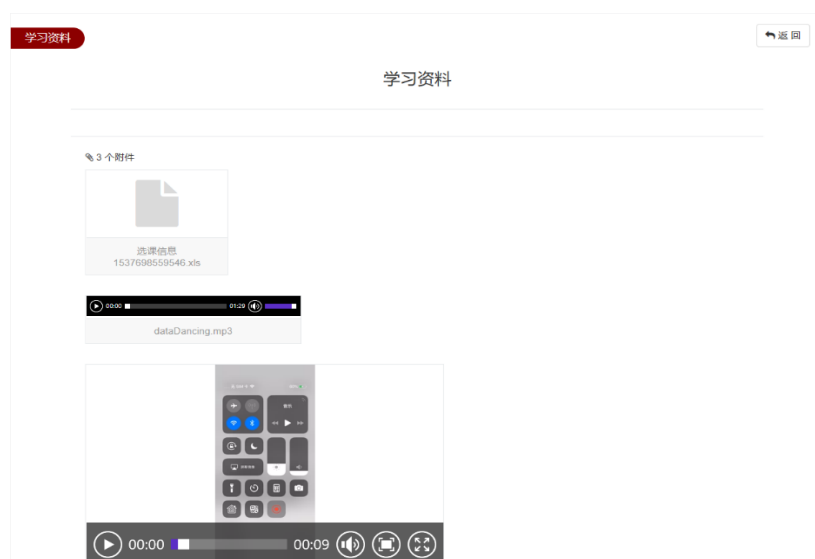 学习资料
返 回
学习资料
3 个附件
选课信息
1537698559546.xls
00:00
01:29
dataDancing.mp3
00:00
00:09